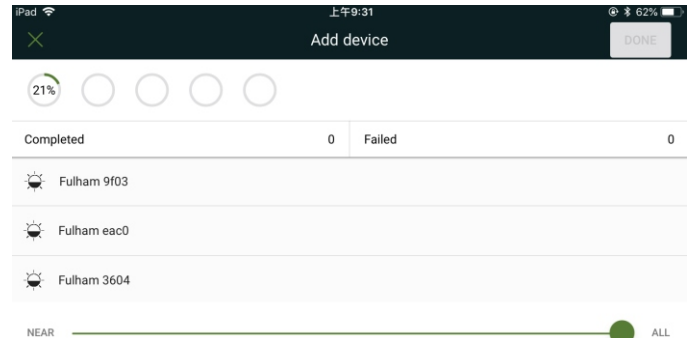 iPad 上午9:31 62%
Add device DONE
21%
Completed 0 Failed 0
Fulham 9f03
Fulham eac0
Fulham 3604
NEAR ALL